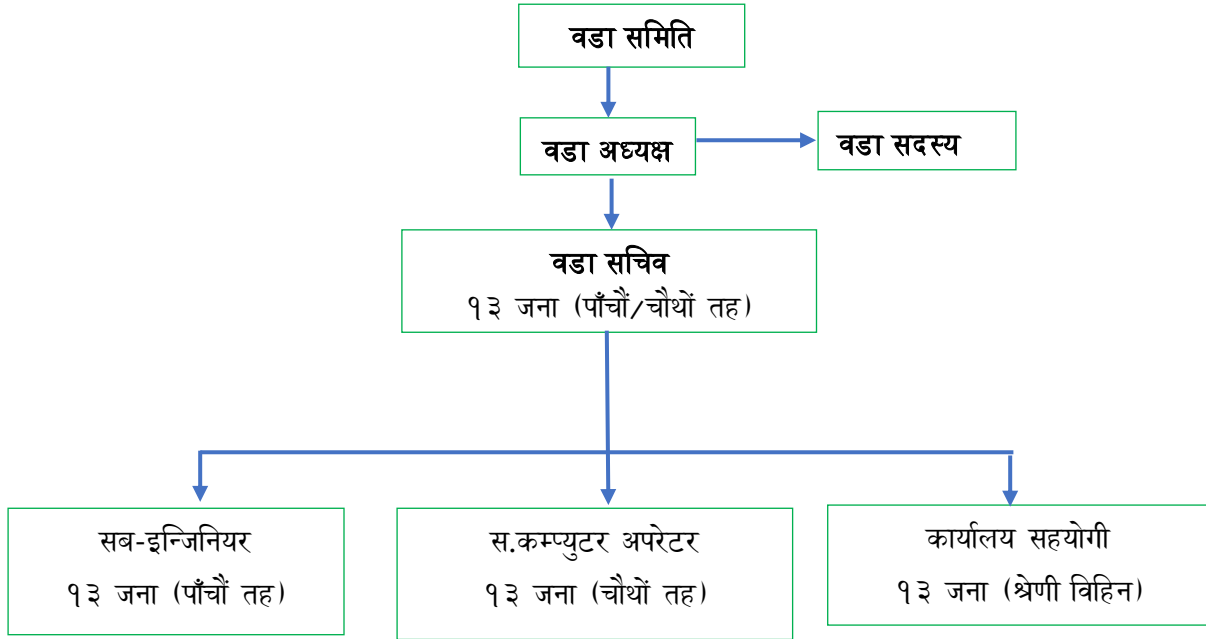 वडा समिति
वडा अध्यक्ष
वडा सदस्य
वडा सचिव
१३ जना (पाँचौं/चौथों तह)
सब-इन्जिनियर
१३ जना (पाँचौं तह)
स.कम्प्युटर अपरेटर
१३ जना (चौथों तह)
कार्यालय सहयोगी
१३ जना (श्रेणी विहिन)